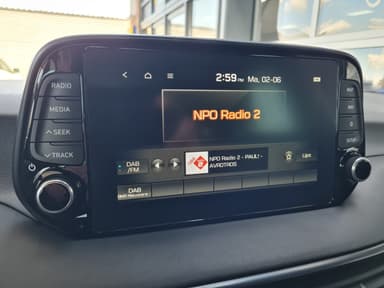 2:59 PM Ma, 02-06
RADIO
MEDIA
SEEK
TRACK
NPO Radio 2
DAB
/FM
NPO Radio 2 - PAUL! -
AVROTROS
Lijst
DAB